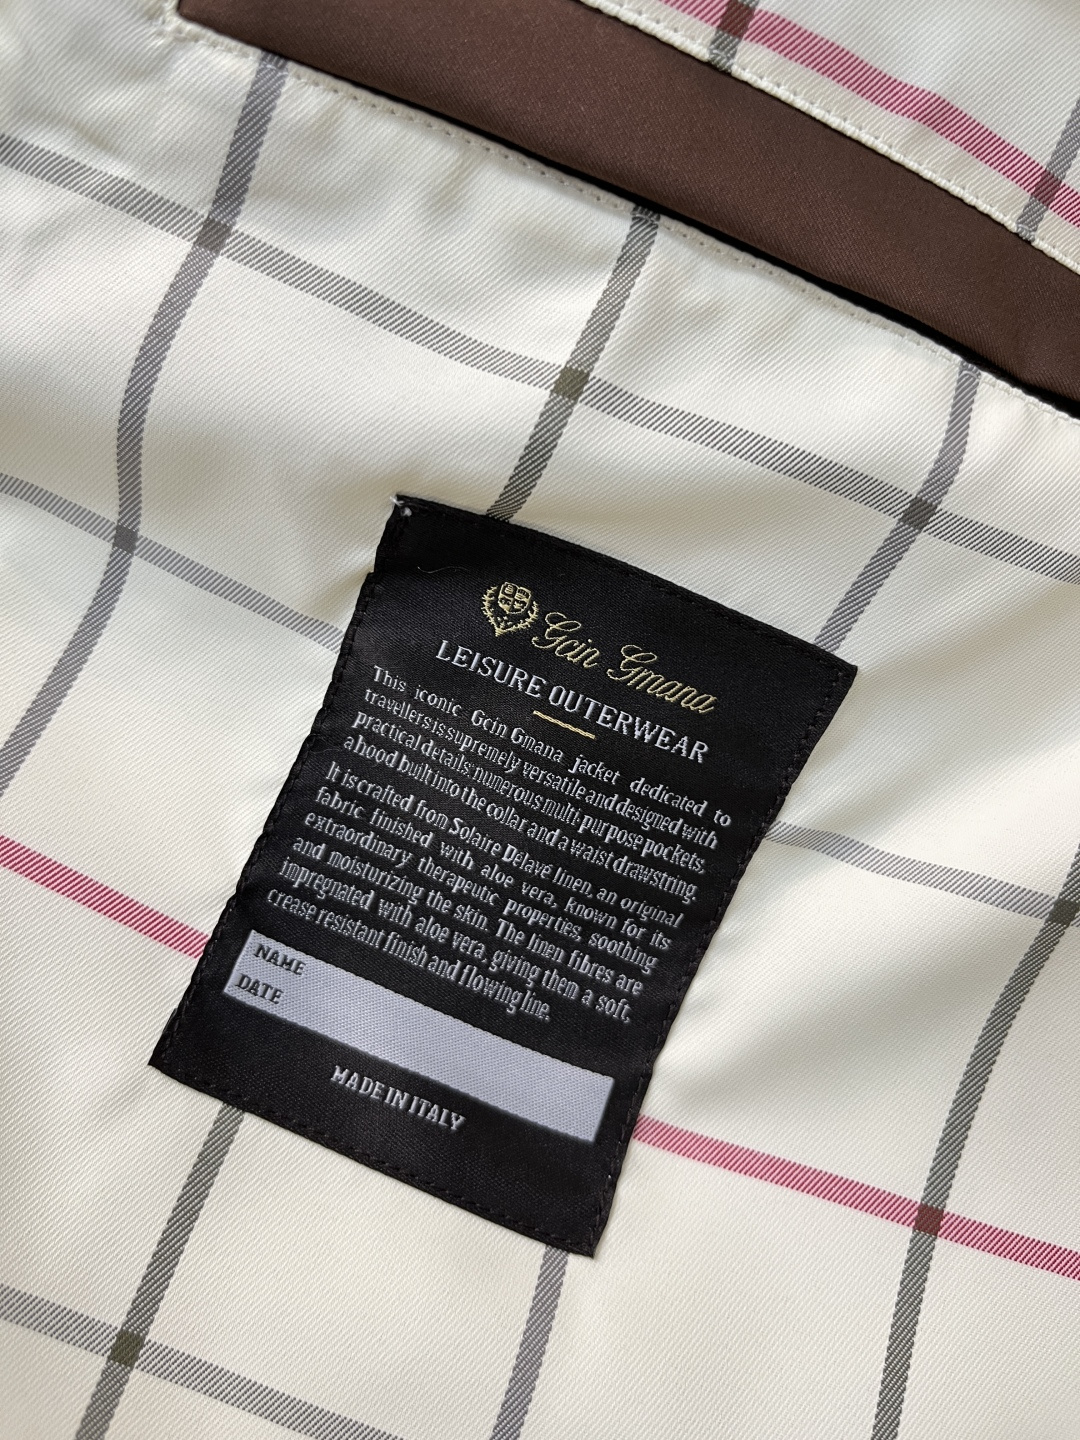 Gcin Gmana
LEISURE OUTERWEAR
This iconic Gcin Gmana jacket dedicated to
travellers is supremely versatile and designed with
practical details: numerous multi-purpose pockets,
a hood built into the collar and a waist drawstring.
It is crafted from Solaire Délavé linen, an original
fabric finished with aloe vera, known for its
extraordinary therapeutic properties, soothing
and moisturizing the skin. The linen fibres are
impregnated with aloe vera, giving them a soft,
crease resistant finish and flowing line.
NAME
DATE
MADE IN ITALY